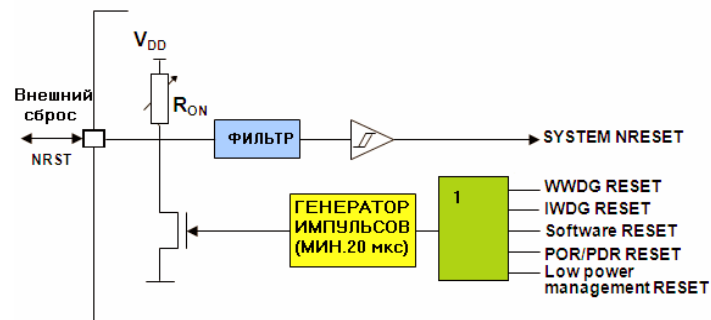 VDD
Внешний
сброс
RON
NRST
ФИЛЬТР
SYSTEM NRESET
ГЕНЕРАТОР
ИМПУЛЬСОВ
(МИН.20 мкс)
1
WWDG RESET
IWDG RESET
Software RESET
POR/PDR RESET
Low power
management RESET